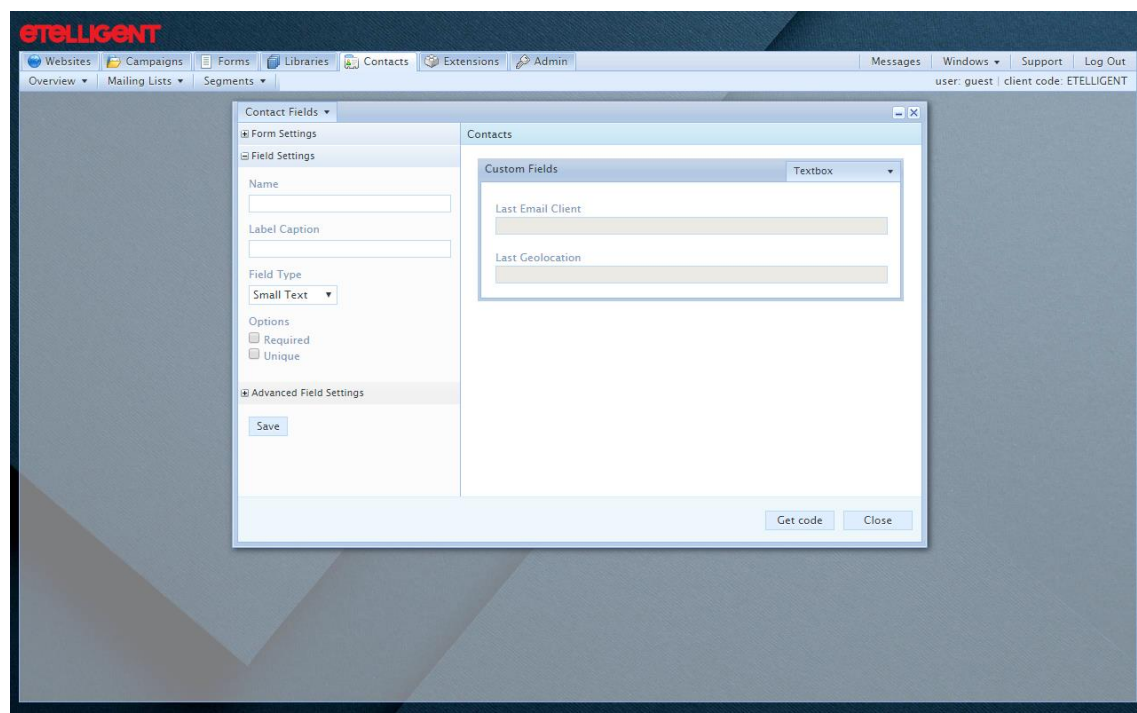 eTELLIGENT
Websites Campaigns Forms Libraries Contacts Extensions Admin Messages Windows Support Log Out
Overview Mailing Lists Segments user: guest client code: ETELLIGENT
Contact Fields
Form Settings
Contacts
Field Settings
Custom Fields Textbox
Name
Last Email Client
Label Caption
Last Geolocation
Field Type
Small Text
Options
Required
Unique
Advanced Field Settings
Save
Get code Close